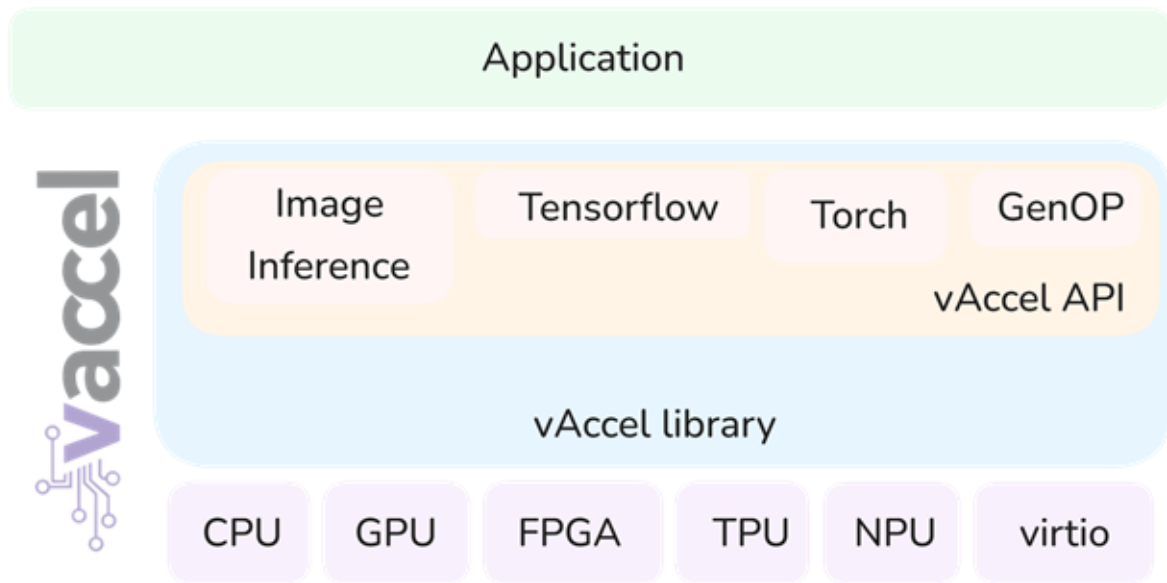 Application
vaccel
Image
Inference
Tensorflow
Torch
GenOP
vAccel API
vAccel library
CPU
GPU
FPGA
TPU
NPU
virtio